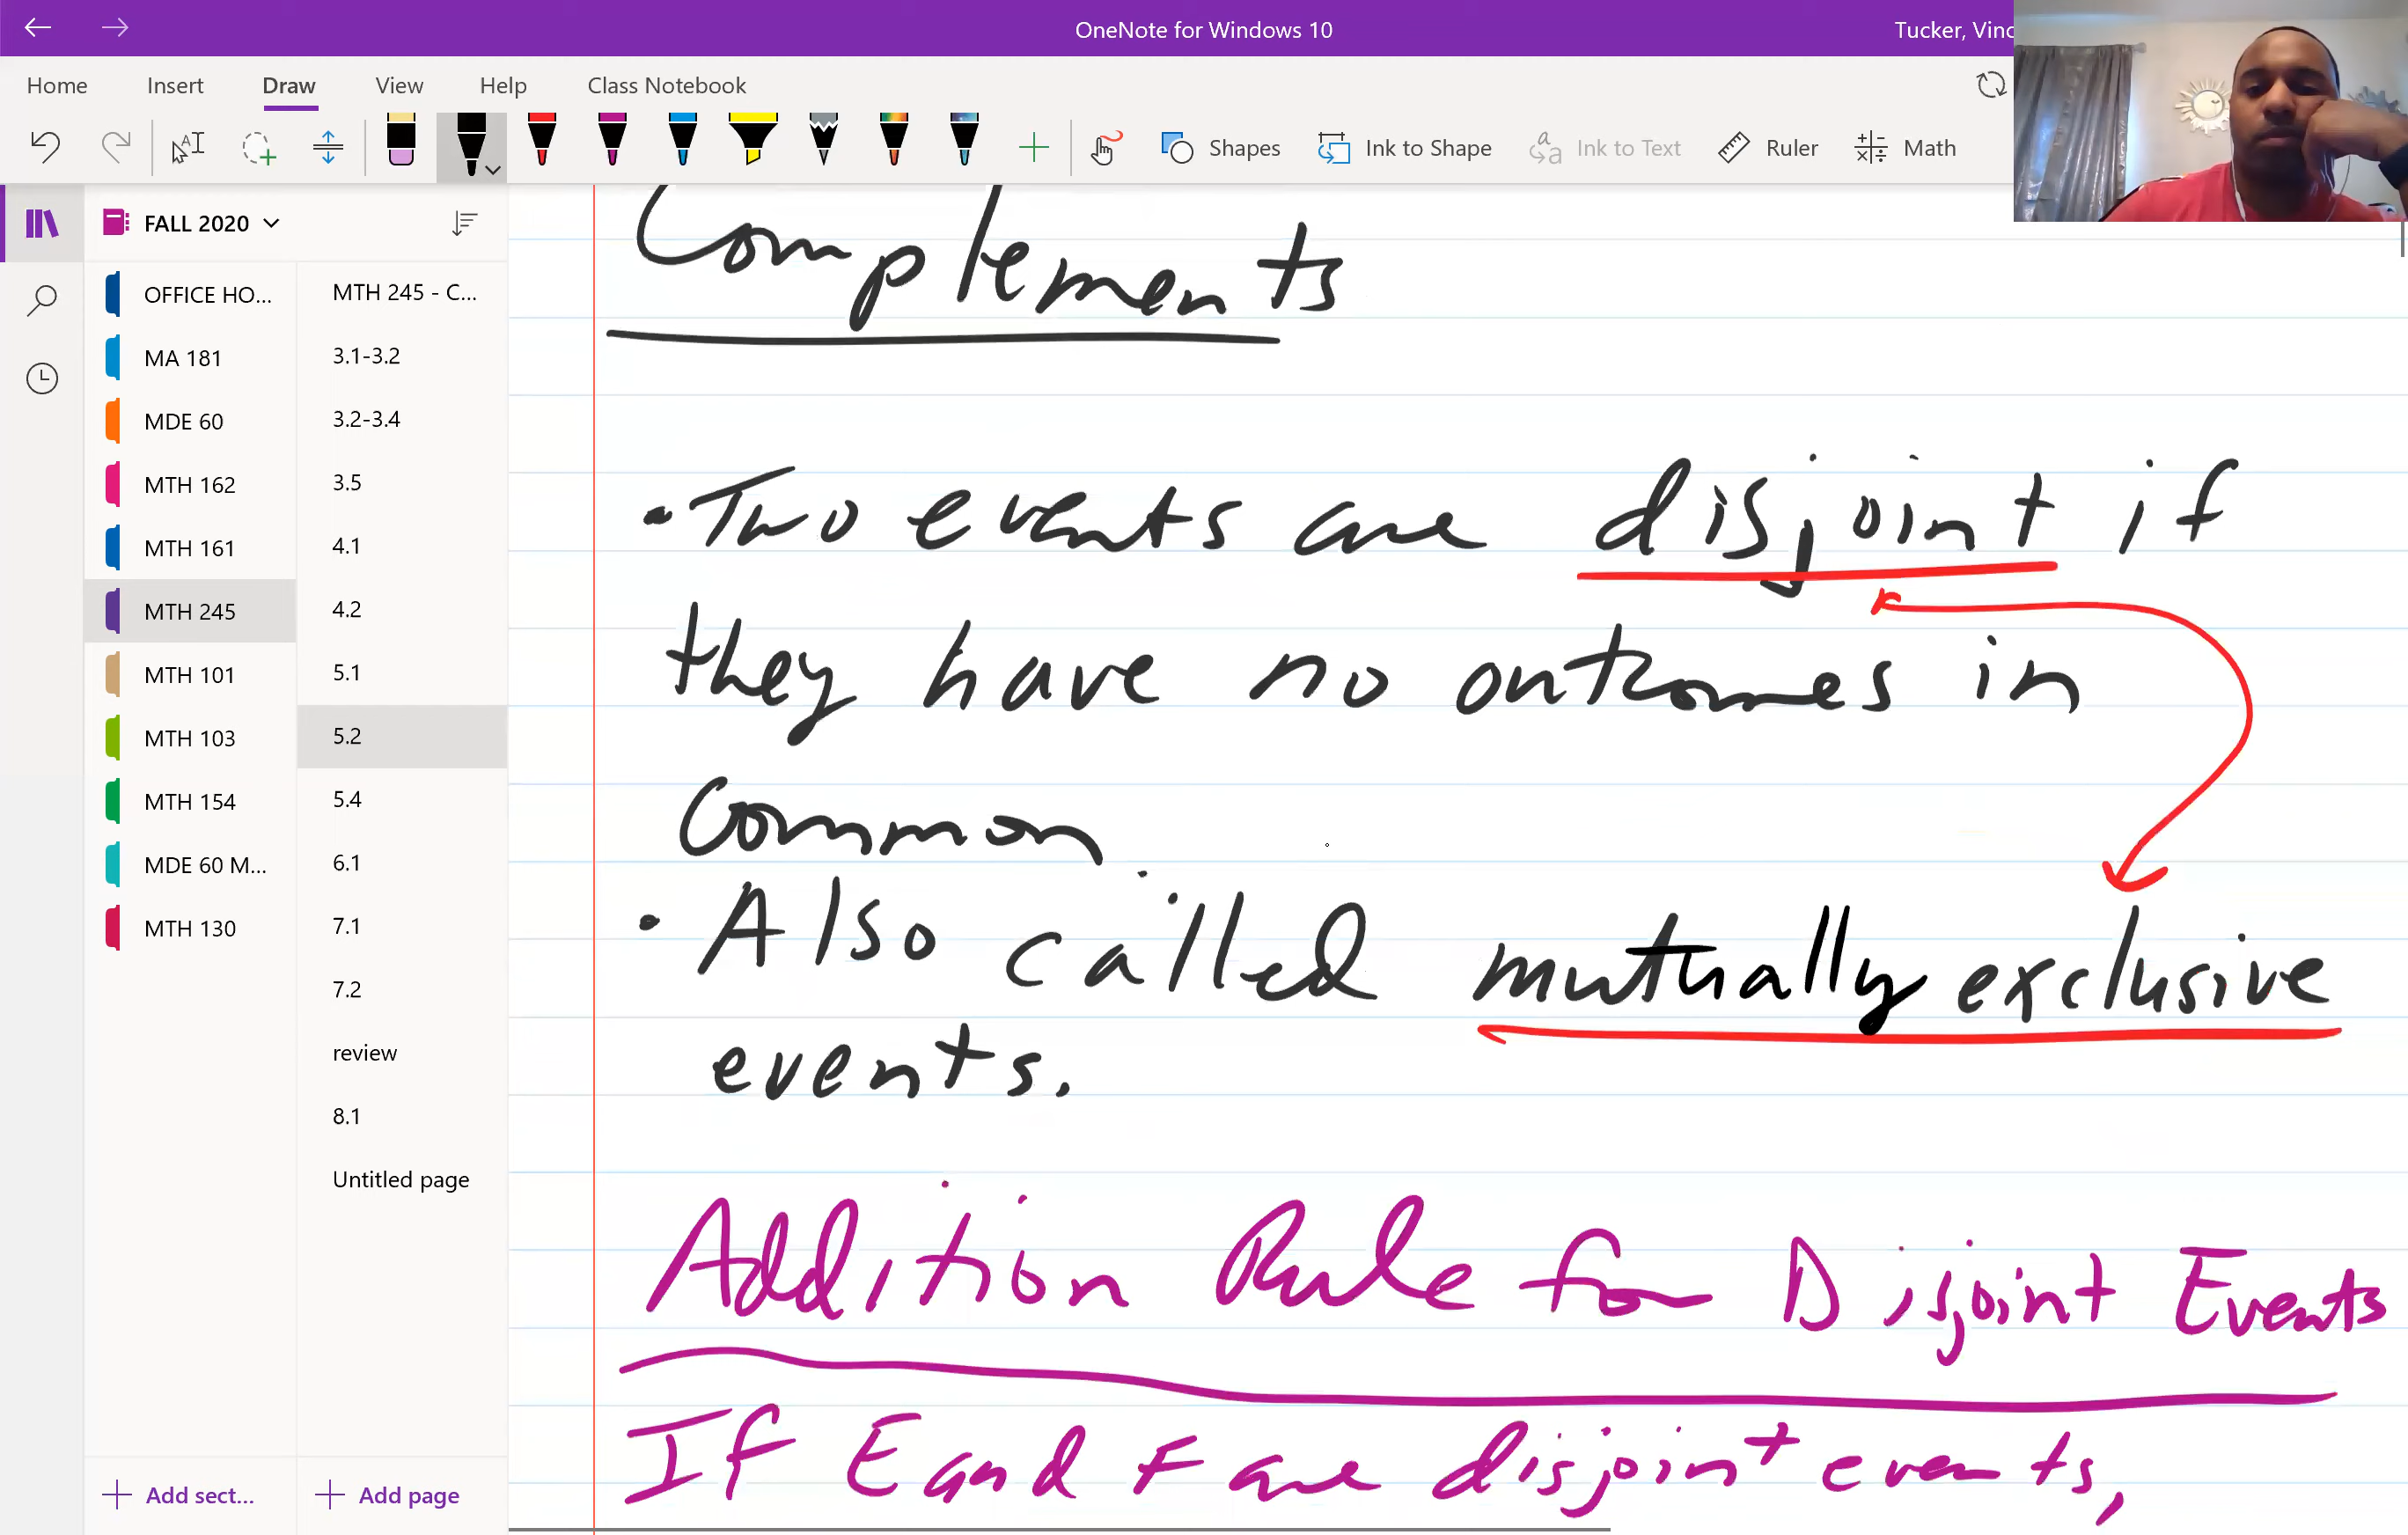 OneNote for Windows 10
Tucker, Vinc
Home Insert Draw View Help Class Notebook
Shapes Ink to Shape Ink to Text Ruler Math
FALL 2020
OFFICE HO...
MA 181
MDE 60
MTH 162
MTH 161
MTH 245
MTH 101
MTH 103
MTH 154
MDE 60 M...
MTH 130
Add sect...
MTH 245 - C...
3.1-3.2
3.2-3.4
3.5
4.1
4.2
5.1
5.2
5.4
6.1
7.1
7.2
review
8.1
Untitled page
Add page
Complements
• Two events are disjoint if
they have no outcomes in
common.
• Also called mutually exclusive
events.
Addition Rule for Disjoint Events
If E and F are disjoint events,